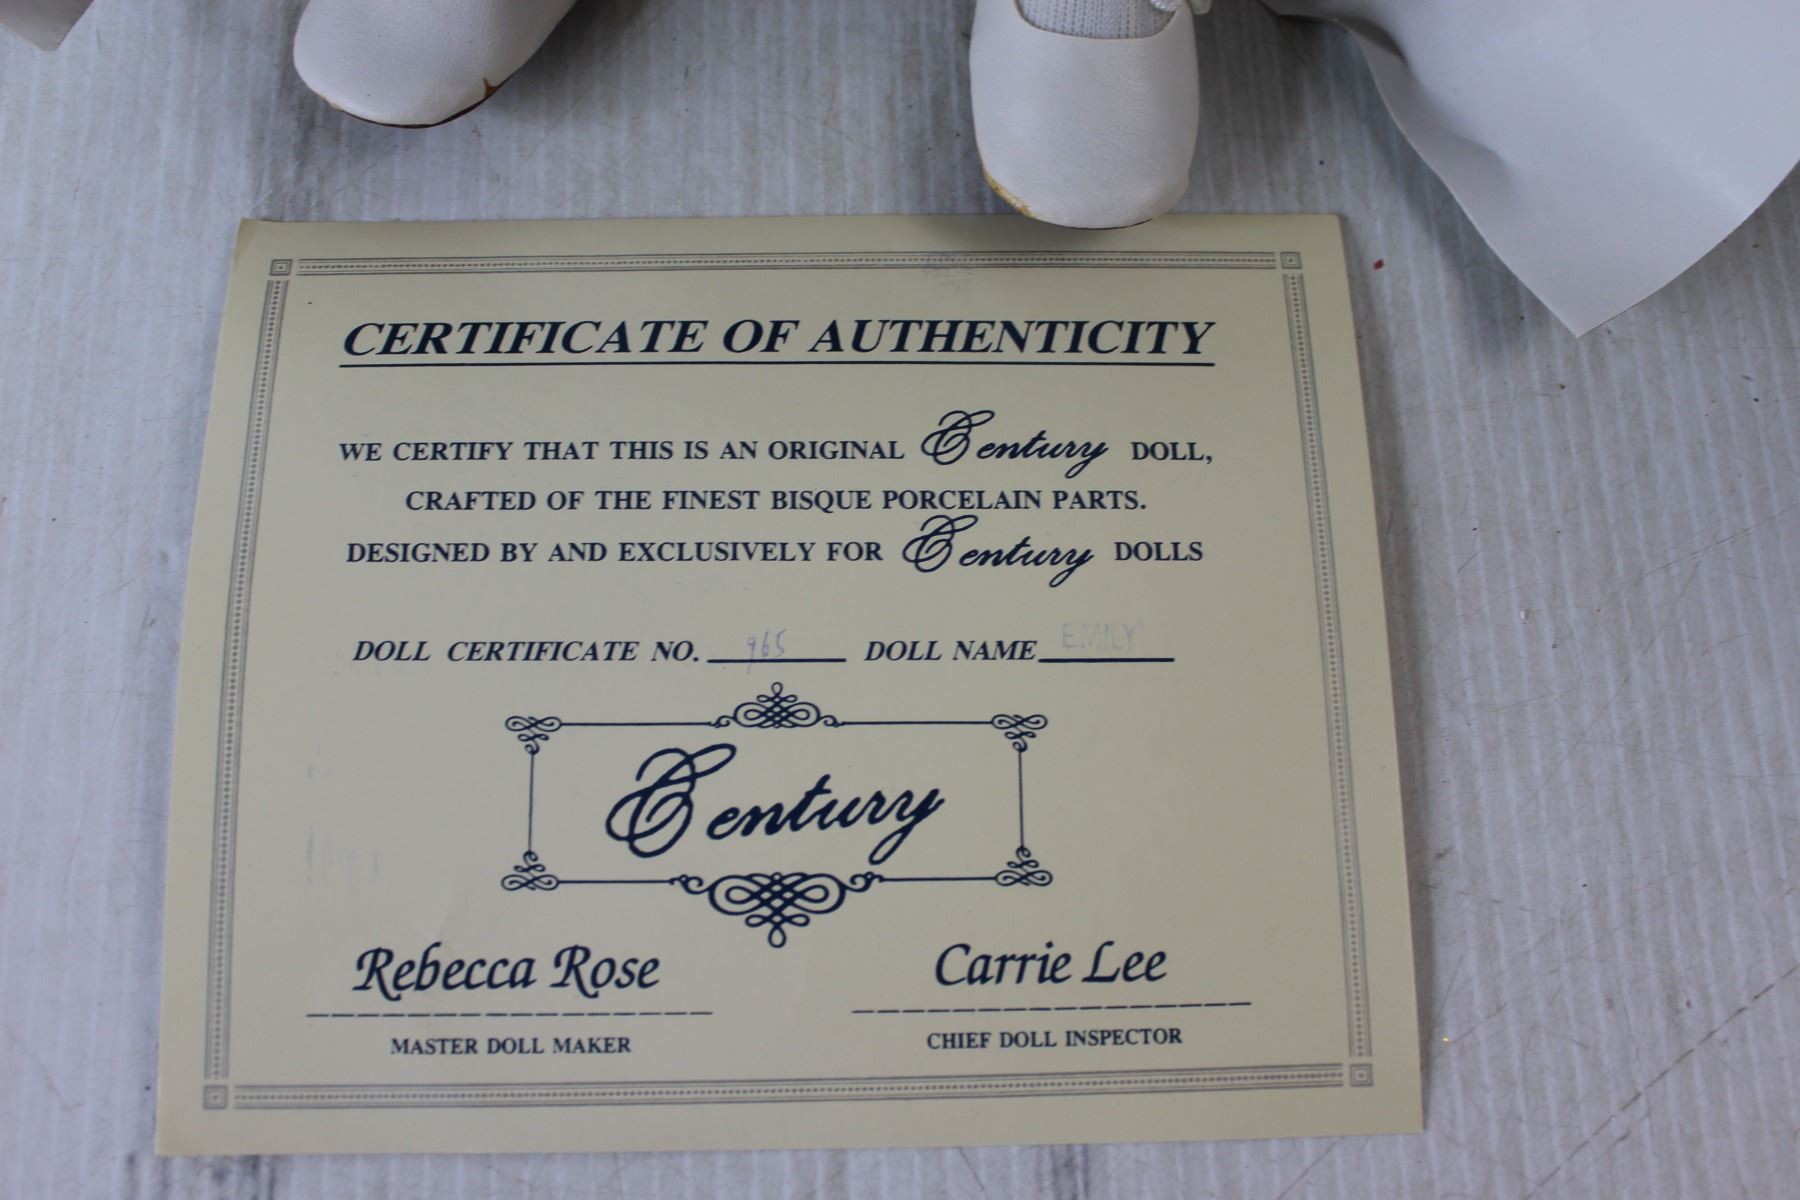 CERTIFICATE OF AUTHENTICITY
WE CERTIFY THAT THIS IS AN ORIGINAL Century DOLL,
CRAFTED OF THE FINEST BISQUE PORCELAIN PARTS.
DESIGNED BY AND EXCLUSIVELY FOR Century DOLLS
DOLL CERTIFICATE NO. 965 DOLL NAME EMILY
Century
Rebecca Rose Carrie Lee
MASTER DOLL MAKER CHIEF DOLL INSPECTOR